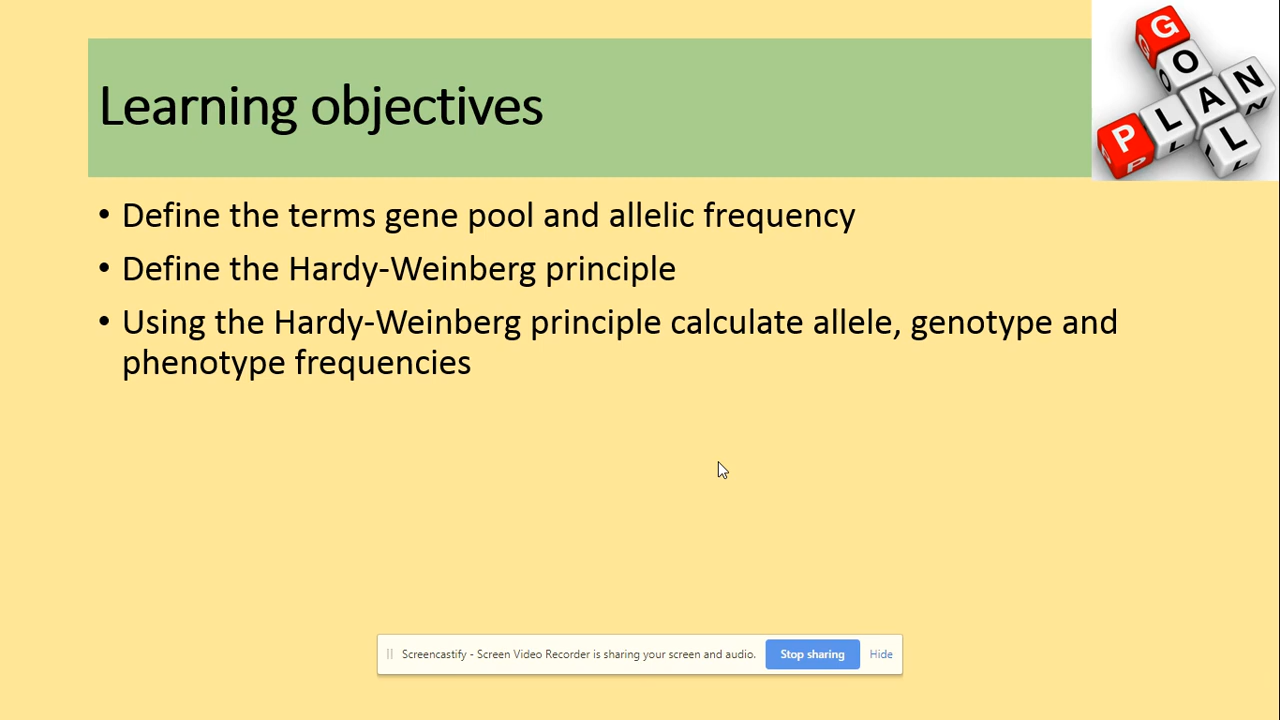 Learning objectives
GOAL
PLAN
• Define the terms gene pool and allelic frequency
• Define the Hardy-Weinberg principle
• Using the Hardy-Weinberg principle calculate allele, genotype and
phenotype frequencies
Screencastify - Screen Video Recorder is sharing your screen and audio. Stop sharing Hide